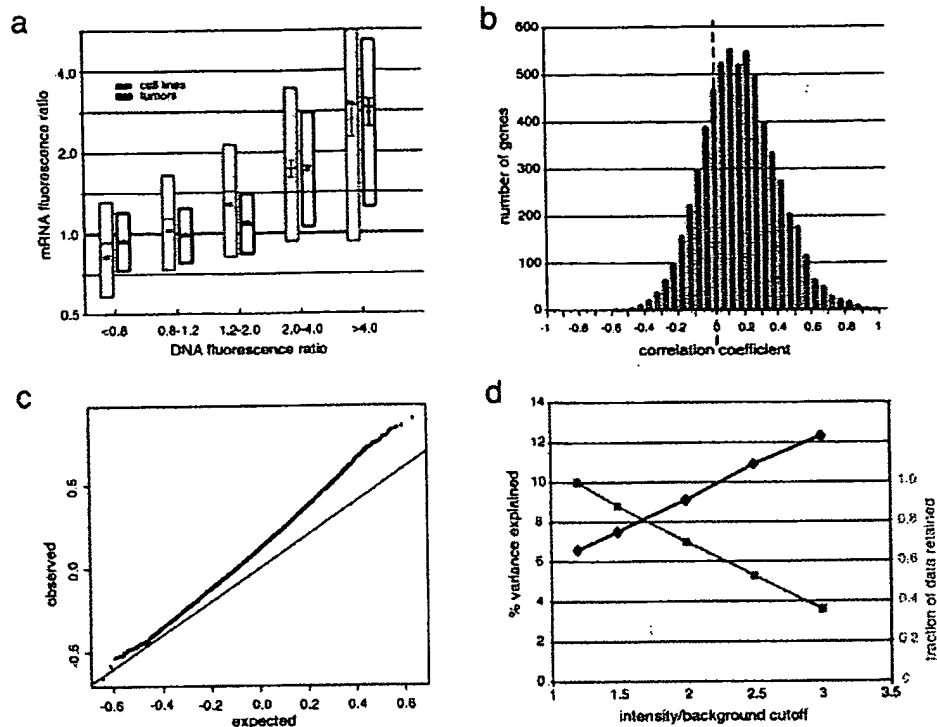 a
mRNA fluorescence ratio
4.0
2.0
1.0
0.5
cell lines
tumors
<0.8 0.8-1.2 1.2-2.0 2.0-4.0 >4.0
DNA fluorescence ratio
b
number of genes
600
500
400
300
200
100
0
-1 -0.8 -0.6 -0.4 -0.2 0 0.2 0.4 0.6 0.8 1
correlation coefficient
c
observed
0.5
0.0
-0.5
-0.6 -0.4 -0.2 0.0 0.2 0.4 0.6
expected
d
% variance explained
14
12
10
8
6
4
2
0
1 1.5 2 2.5 3 3.5
intensity/background cutoff
1.0
0.8
0.6
0.4
0.2
0
fraction of data retained